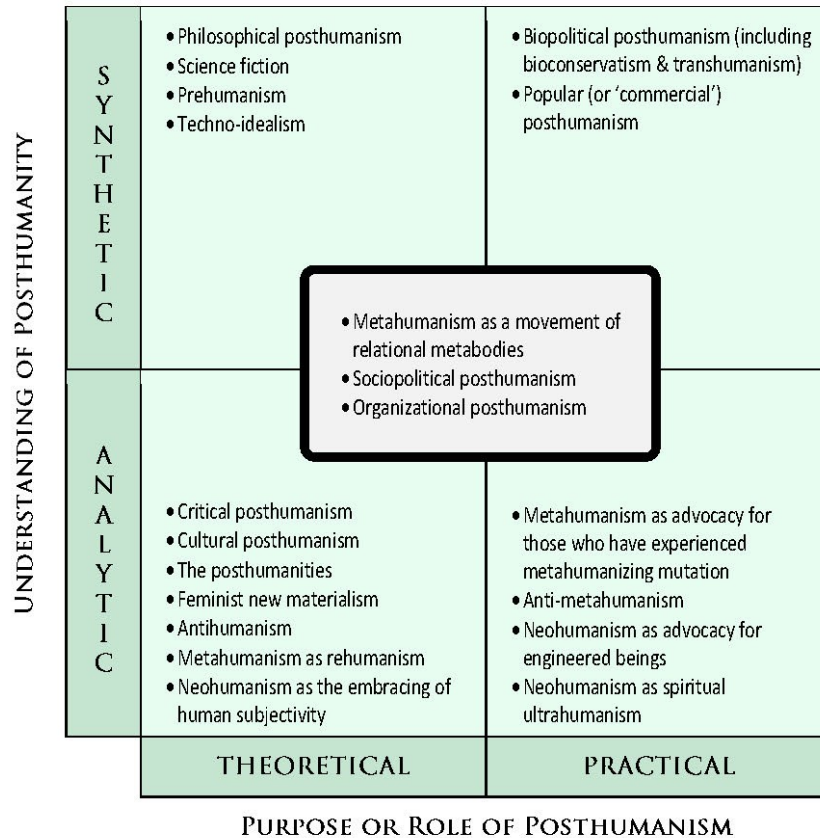 UNDERSTANDING OF POSTHUMANITY
SYNTHETIC
• Philosophical posthumanism
• Science fiction
• Prehumanism
• Techno-idealism
• Biopolitical posthumanism (including
bioconservatism & transhumanism)
• Popular (or ‘commercial’)
posthumanism
• Metahumanism as a movement of
relational metabodies
• Sociopolitical posthumanism
• Organizational posthumanism
ANALYTIC
• Critical posthumanism
• Cultural posthumanism
• The posthumanities
• Feminist new materialism
• Antihumanism
• Metahumanism as rehumanism
• Neohumanism as the embracing of
human subjectivity
• Metahumanism as advocacy for
those who have experienced
metahumanizing mutation
• Anti-metahumanism
• Neohumanism as advocacy for
engineered beings
• Neohumanism as spiritual
ultrahumanism
THEORETICAL
PRACTICAL
PURPOSE OR ROLE OF POSTHUMANISM